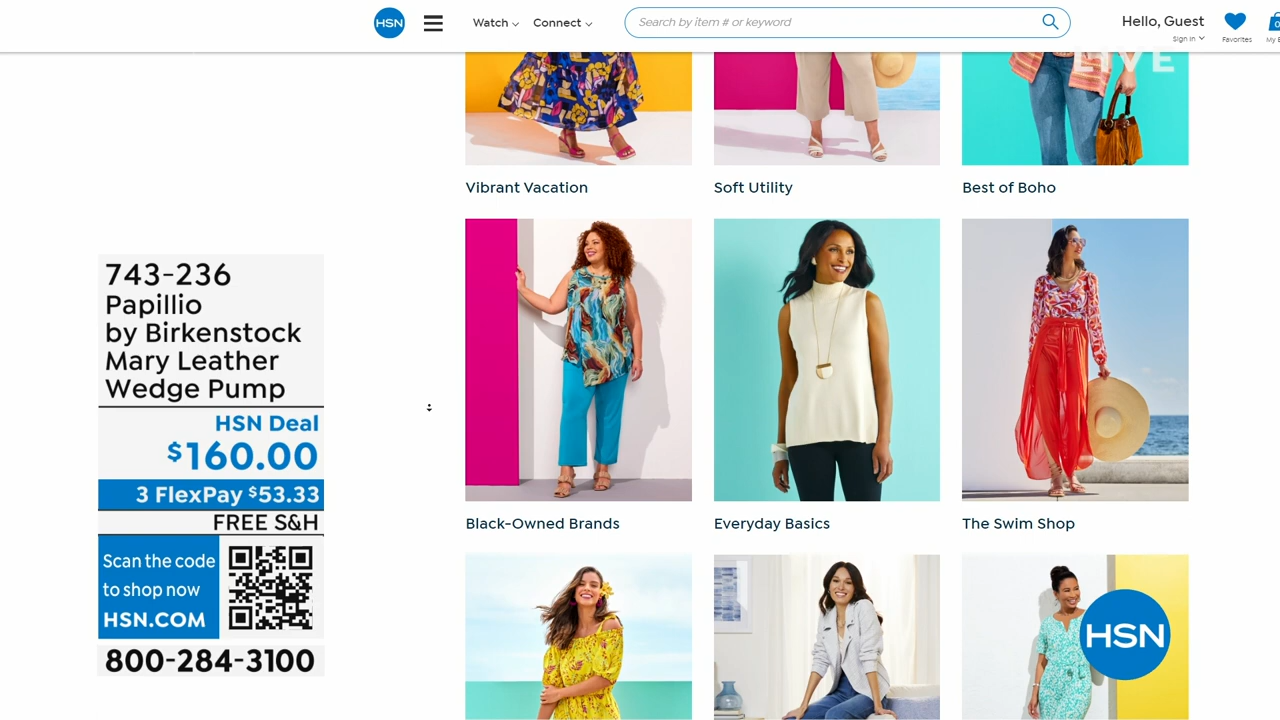 HSN
Watch
Connect
Search by item # or keyword
Hello, Guest
Sign In
Favorites
0
LIVE
Vibrant Vacation
Soft Utility
Best of Boho
743-236
Papillio
by Birkenstock
Mary Leather
Wedge Pump
HSN Deal
$160.00
3 FlexPay $53.33
FREE S&H
Scan the code
to shop now
HSN.COM
800-284-3100
Black-Owned Brands
Everyday Basics
The Swim Shop
HSN